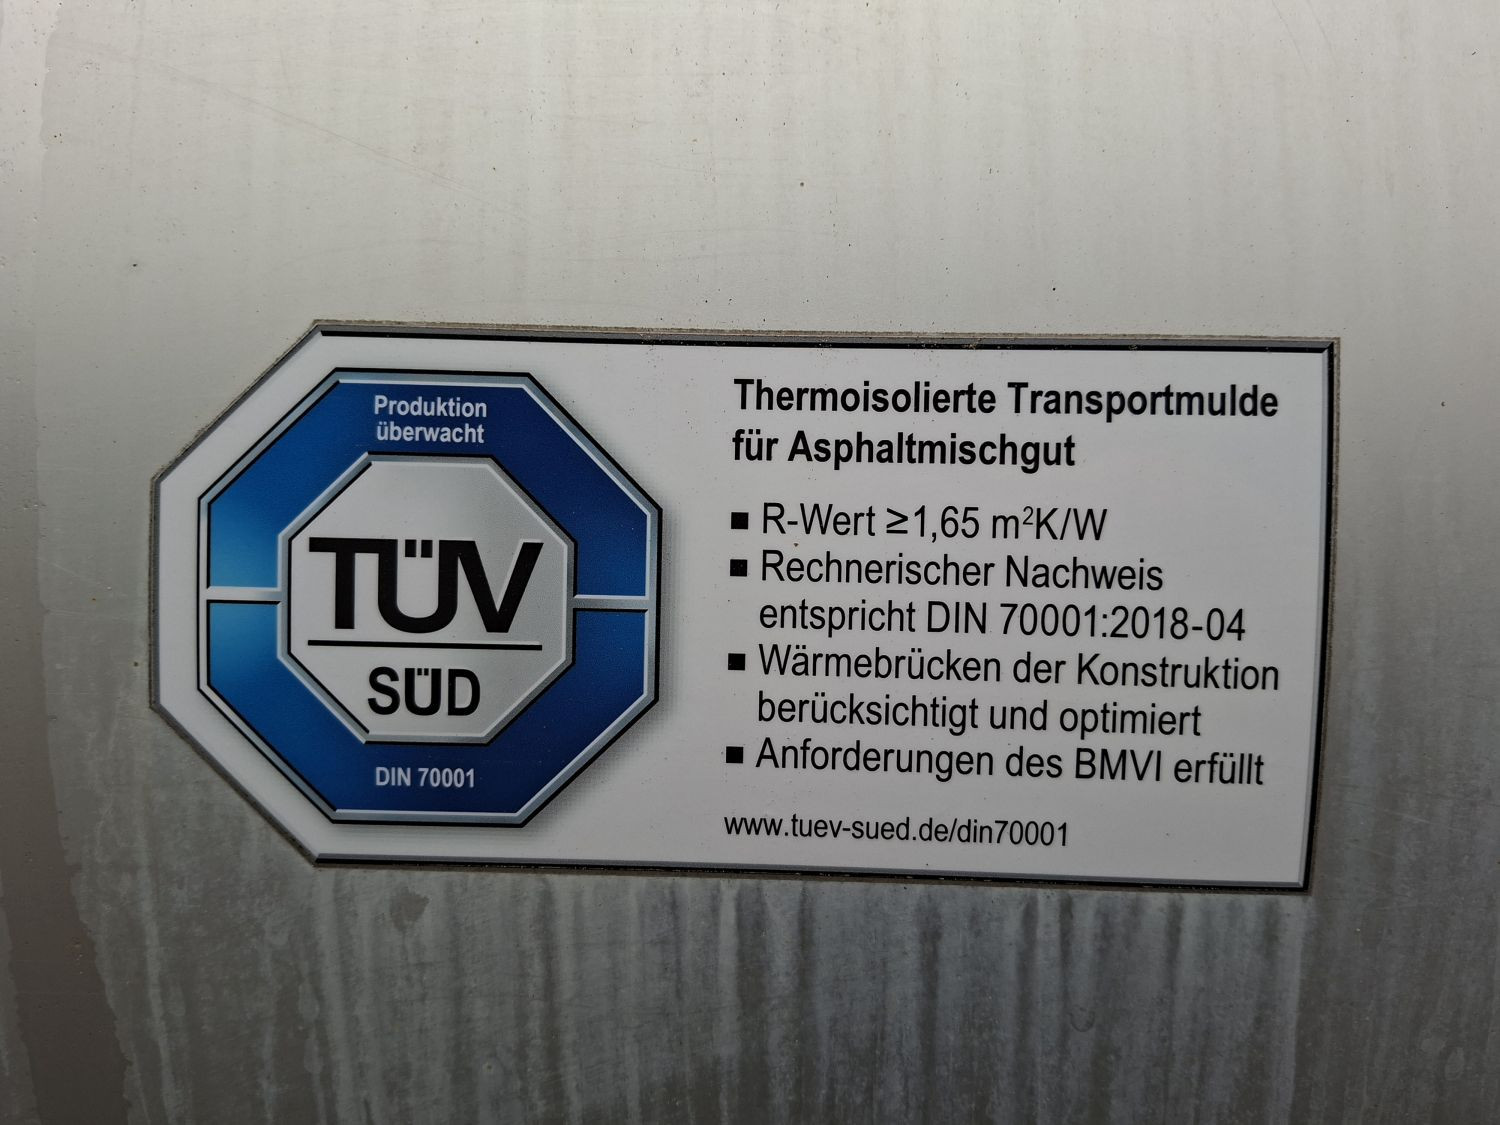 Produktion
überwacht
TÜV
SÜD
DIN 70001
Thermoisolierte Transportmulde
für Asphaltmischgut
▪ R-Wert ≥1,65 m²K/W
▪ Rechnerischer Nachweis
entspricht DIN 70001:2018-04
▪ Wärmebrücken der Konstruktion
berücksichtigt und optimiert
▪ Anforderungen des BMVI erfüllt
www.tuev-sued.de/din70001